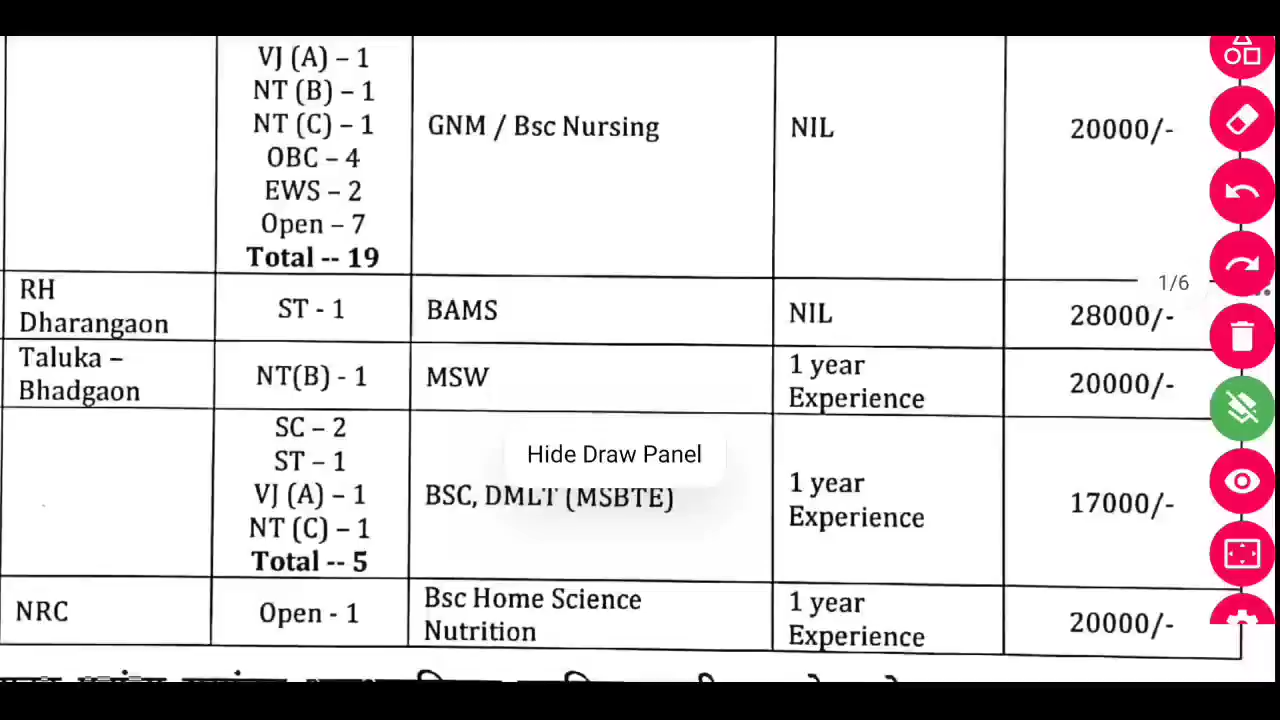 VJ (A) – 1
NT (B) – 1
NT (C) – 1
OBC – 4
EWS – 2
Open – 7
Total -- 19
GNM / Bsc Nursing
NIL
20000/-
1/6
RH
Dharangaon
ST - 1
BAMS
NIL
28000/-
Taluka –
Bhadgaon
NT(B) - 1
MSW
1 year
Experience
20000/-
SC – 2
ST – 1
VJ (A) – 1
NT (C) – 1
Total -- 5
Hide Draw Panel
BSC, DMLT (MSBTE)
1 year
Experience
17000/-
NRC
Open - 1
Bsc Home Science
Nutrition
1 year
Experience
20000/-